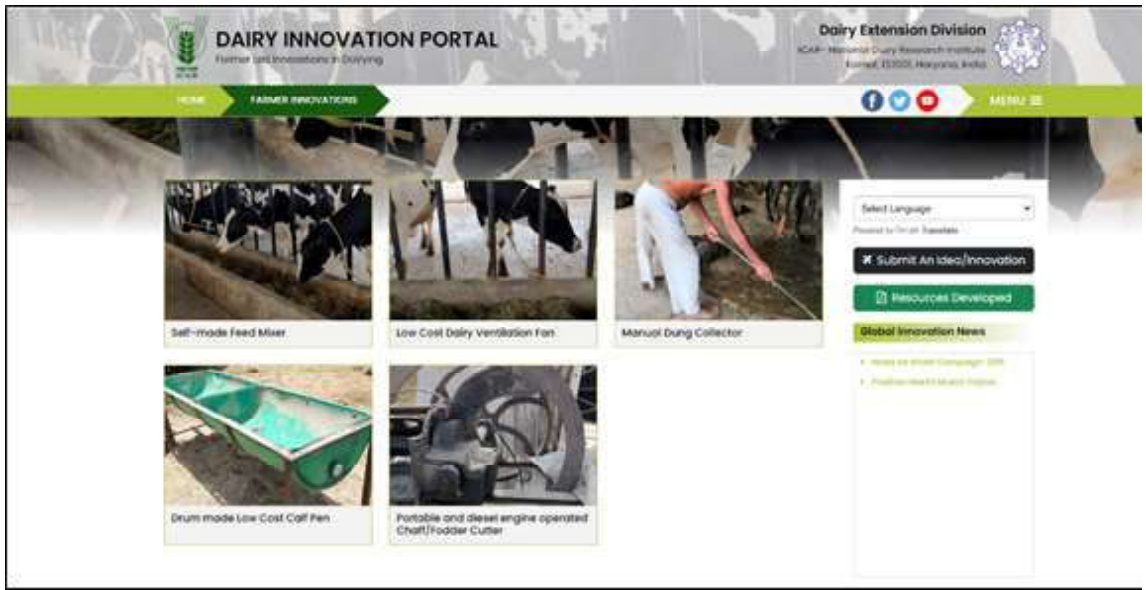 DAIRY INNOVATION PORTAL
Farmer Led Innovations in Dairying
Dairy Extension Division
ICAR- National Dairy Research Institute
Karnal, 132001, Haryana, India
HOME
FARMER INNOVATIONS
MENU
Self-made Feed Mixer
Low Cost Dairy Ventilation Fan
Manual Dung Collector
Select Language
Translate
Submit An Idea/Innovation
Resources Developed
Global Innovation News
Drum made Low Cost Calf Pen
Portable and diesel engine operated
Chaff/Fodder Cutter